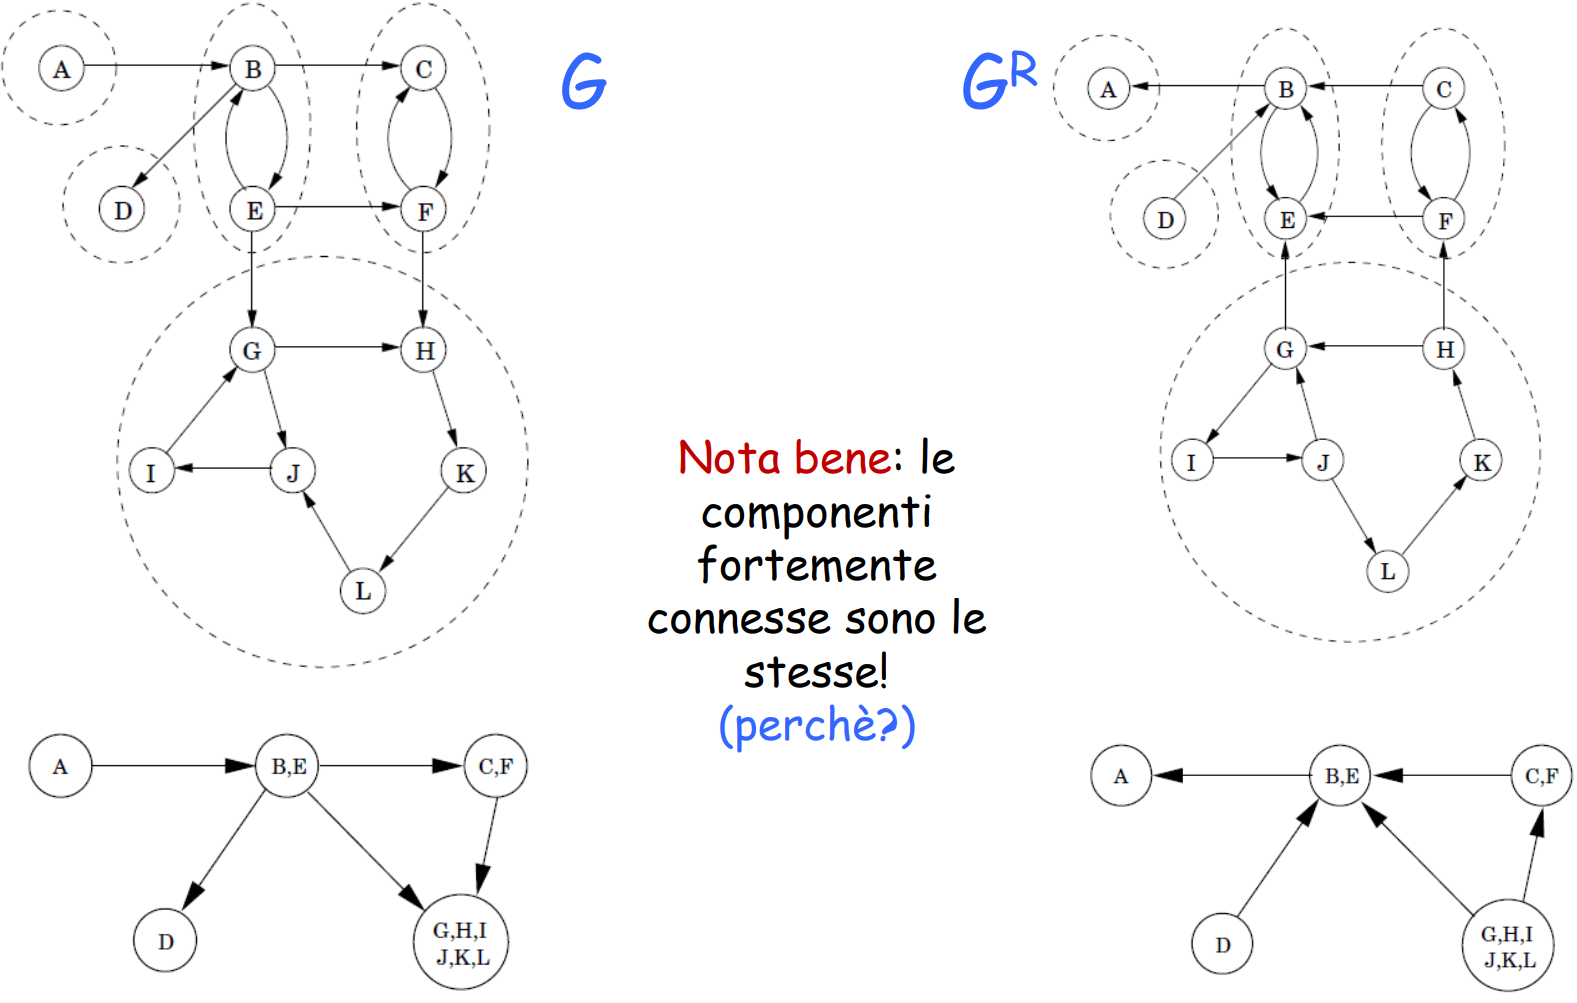 G
A
B
C
D
E
F
G
H
I
J
K
L
Nota bene: le
componenti
fortemente
connesse sono le
stesse!
(perchè?)
G^R
A
B
C
D
E
F
G
H
I
J
K
L
A
B,E
C,F
D
G,H,I
J,K,L
A
B,E
C,F
D
G,H,I
J,K,L